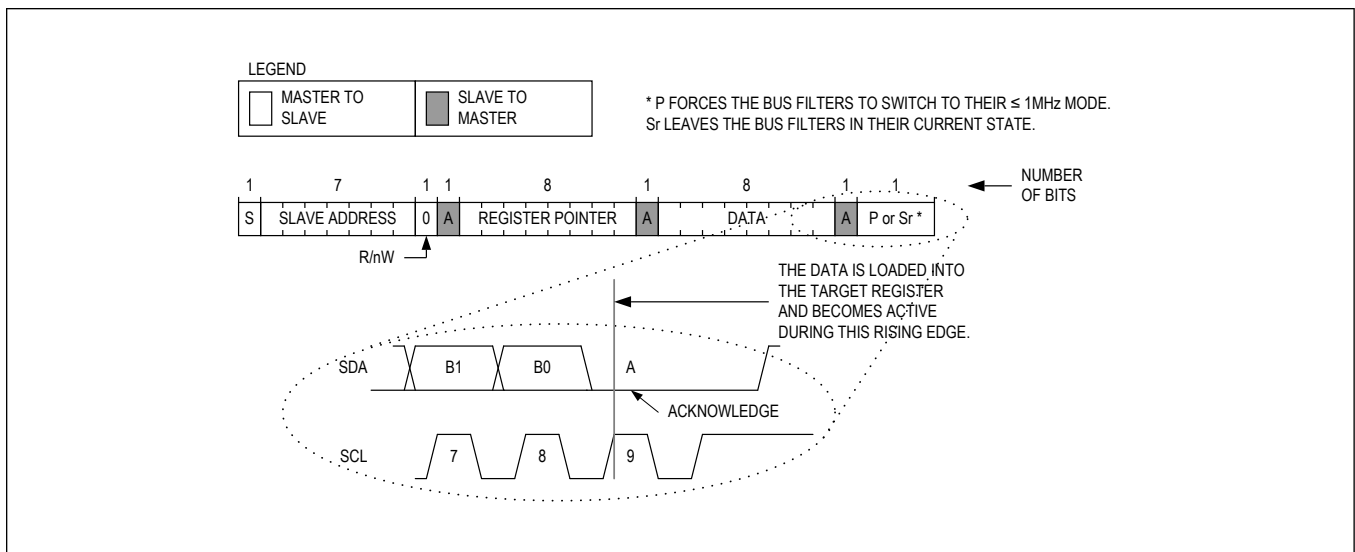 LEGEND
MASTER TO
SLAVE
SLAVE TO
MASTER
* P FORCES THE BUS FILTERS TO SWITCH TO THEIR ≤ 1MHz MODE.
Sr LEAVES THE BUS FILTERS IN THEIR CURRENT STATE.
1 7 1 1 8 1 8 1 1
NUMBER
OF BITS
S SLAVE ADDRESS 0 A REGISTER POINTER A DATA A P or Sr *
R/nW
THE DATA IS LOADED INTO
THE TARGET REGISTER
AND BECOMES ACTIVE
DURING THIS RISING EDGE.
SDA B1 B0 A
ACKNOWLEDGE
SCL 7 8 9